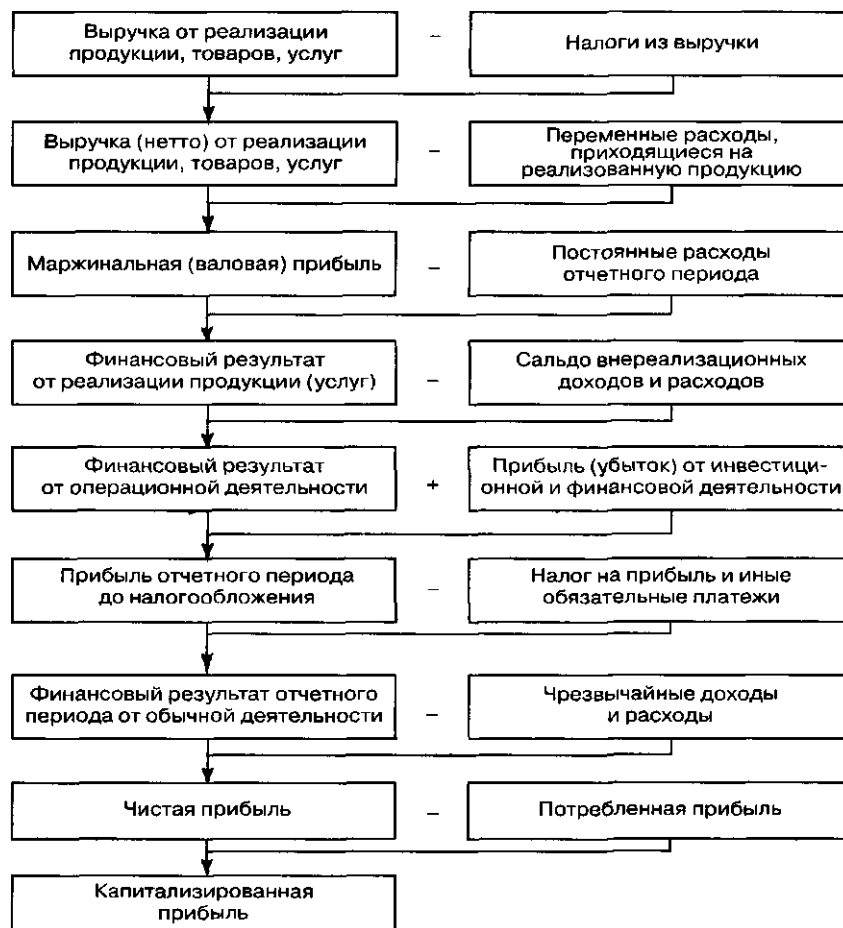 Выручка от реализации
продукции, товаров, услуг
–
Налоги из выручки
Выручка (нетто) от реализации
продукции, товаров, услуг
–
Переменные расходы,
приходящиеся на
реализованную продукцию
Маржинальная (валовая) прибыль
–
Постоянные расходы
отчетного периода
Финансовый результат
от реализации продукции (услуг)
–
Сальдо внереализационных
доходов и расходов
Финансовый результат
от операционной деятельности
+
Прибыль (убыток) от инвестици-
онной и финансовой деятельности
Прибыль отчетного периода
до налогообложения
–
Налог на прибыль и иные
обязательные платежи
Финансовый результат отчетного
периода от обычной деятельности
–
Чрезвычайные доходы
и расходы
Чистая прибыль
–
Потребленная прибыль
Капитализированная
прибыль